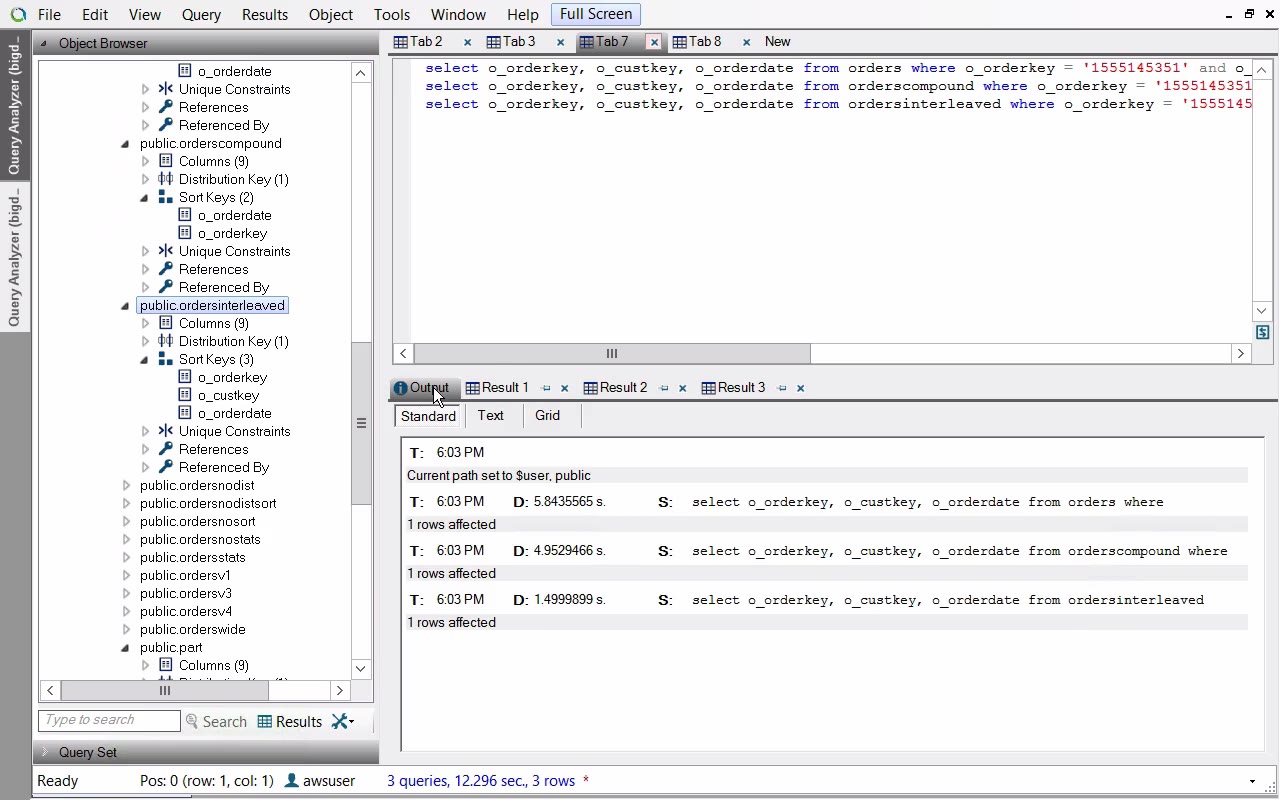 File Edit View Query Results Object Tools Window Help Full Screen
Query Analyzer (bigd_
Query Analyzer (bigd_
Object Browser
o_orderdate
Unique Constraints
References
Referenced By
public.orderscompound
Columns (9)
Distribution Key (1)
Sort Keys (2)
o_orderdate
o_orderkey
Unique Constraints
References
Referenced By
public.ordersinterleaved
Columns (9)
Distribution Key (1)
Sort Keys (3)
o_orderkey
o_custkey
o_orderdate
Unique Constraints
References
Referenced By
public.ordersnodist
public.ordersnodistsort
public.ordersnosort
public.ordersnostats
public.ordersstats
public.ordersv1
public.ordersv3
public.ordersv4
public.orderswide
public.part
Columns (9)
Type to search Search Results
Query Set
Tab 2 Tab 3 Tab 7 Tab 8 New
select o_orderkey, o_custkey, o_orderdate from orders where o_orderkey = '1555145351' and o_
select o_orderkey, o_custkey, o_orderdate from orderscompound where o_orderkey = '1555145351
select o_orderkey, o_custkey, o_orderdate from ordersinterleaved where o_orderkey = '1555145
Output Result 1 Result 2 Result 3
Standard Text Grid
T: 6:03 PM
Current path set to $user, public
T: 6:03 PM D: 5.8435565 s. S: select o_orderkey, o_custkey, o_orderdate from orders where
1 rows affected
T: 6:03 PM D: 4.9529466 s. S: select o_orderkey, o_custkey, o_orderdate from orderscompound where
1 rows affected
T: 6:03 PM D: 1.4999899 s. S: select o_orderkey, o_custkey, o_orderdate from ordersinterleaved
1 rows affected
Ready Pos: 0 (row: 1, col: 1) awsuser 3 queries, 12.296 sec., 3 rows *